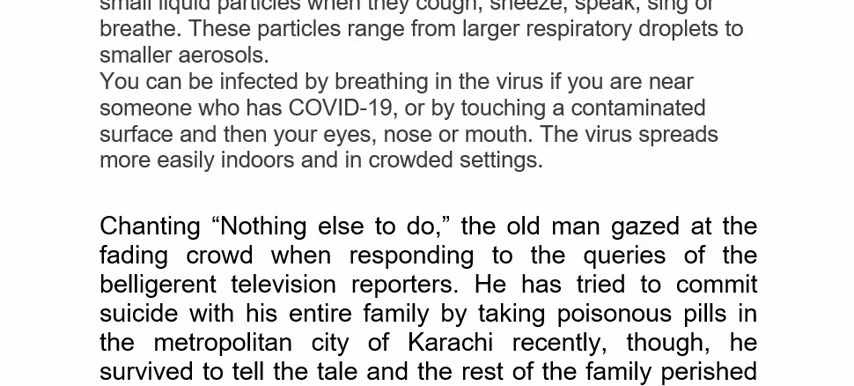 small liquid particles when they cough, sneeze, speak, sing or
breathe. These particles range from larger respiratory droplets to
smaller aerosols.
You can be infected by breathing in the virus if you are near
someone who has COVID-19, or by touching a contaminated
surface and then your eyes, nose or mouth. The virus spreads
more easily indoors and in crowded settings.
Chanting “Nothing else to do,” the old man gazed at the
fading crowd when responding to the queries of the
belligerent television reporters. He has tried to commit
suicide with his entire family by taking poisonous pills in
the metropolitan city of Karachi recently, though, he
survived to tell the tale and the rest of the family perished